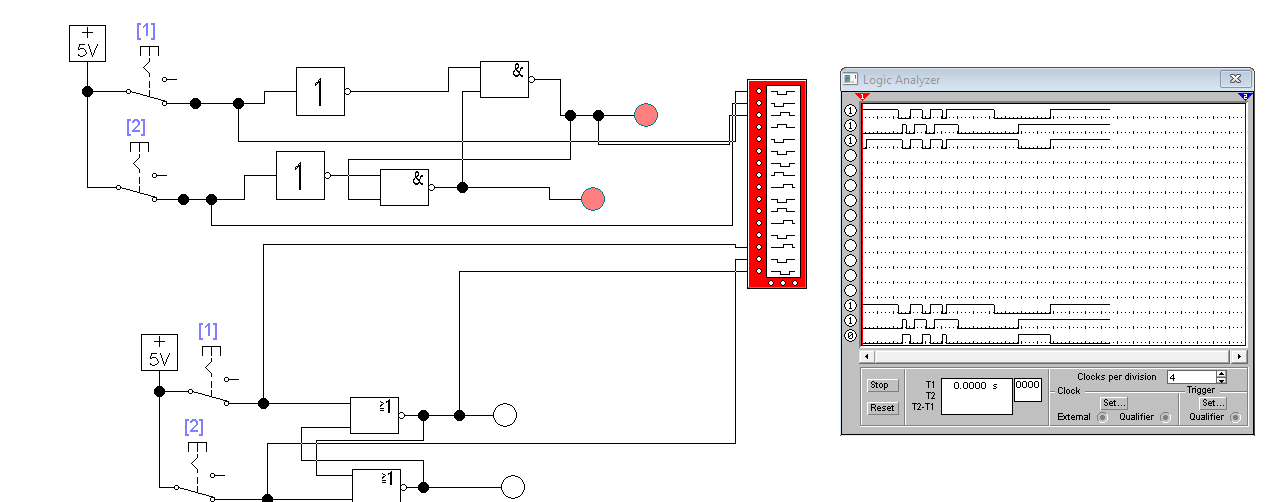 +
5V
[1]
1
&
[2]
1
&
Logic Analyzer
1
2
1
1
1
1
1
0
Stop
Reset
T1
T2
T2-T1
0.0000 s
0000
Clocks per division
4
Clock
Set...
External
Qualifier
Trigger
Set...
Qualifier
+
5V
[1]
≥1
[2]
≥1